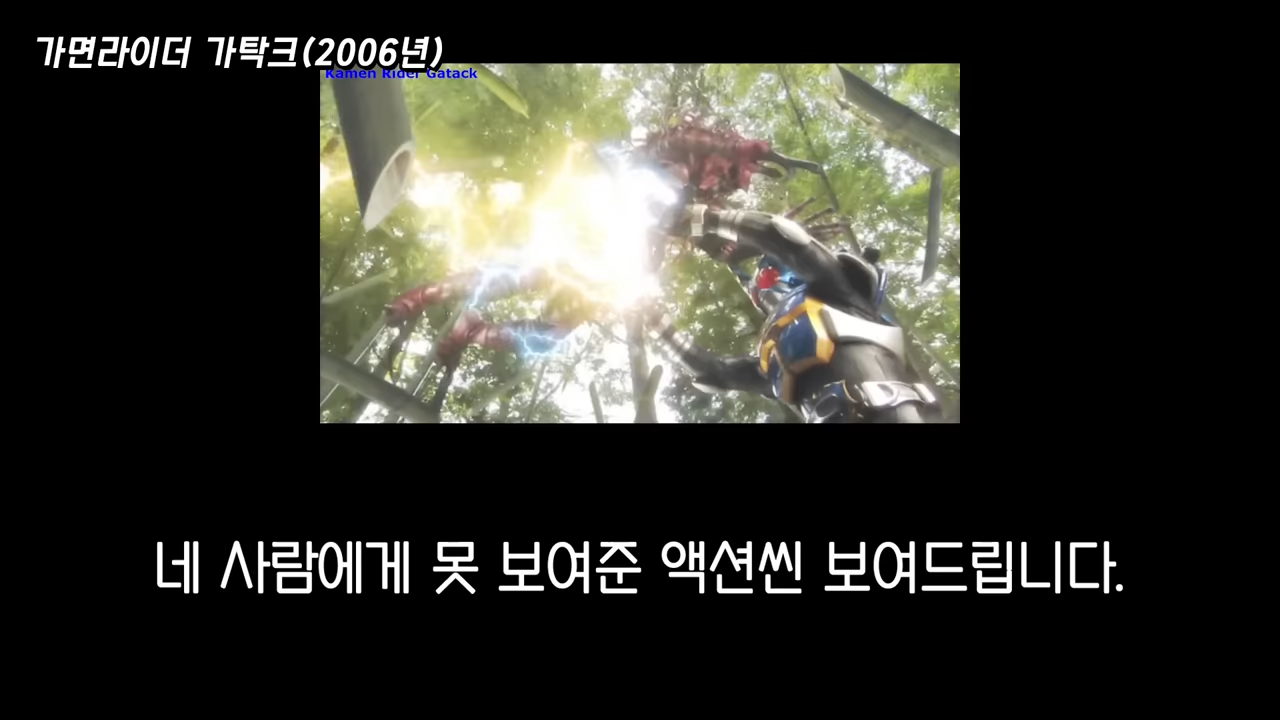 가면라이더 가탁크(2006년)
Kamen Rider Gatack
네 사람에게 못 보여준 액션씬 보여드립니다.